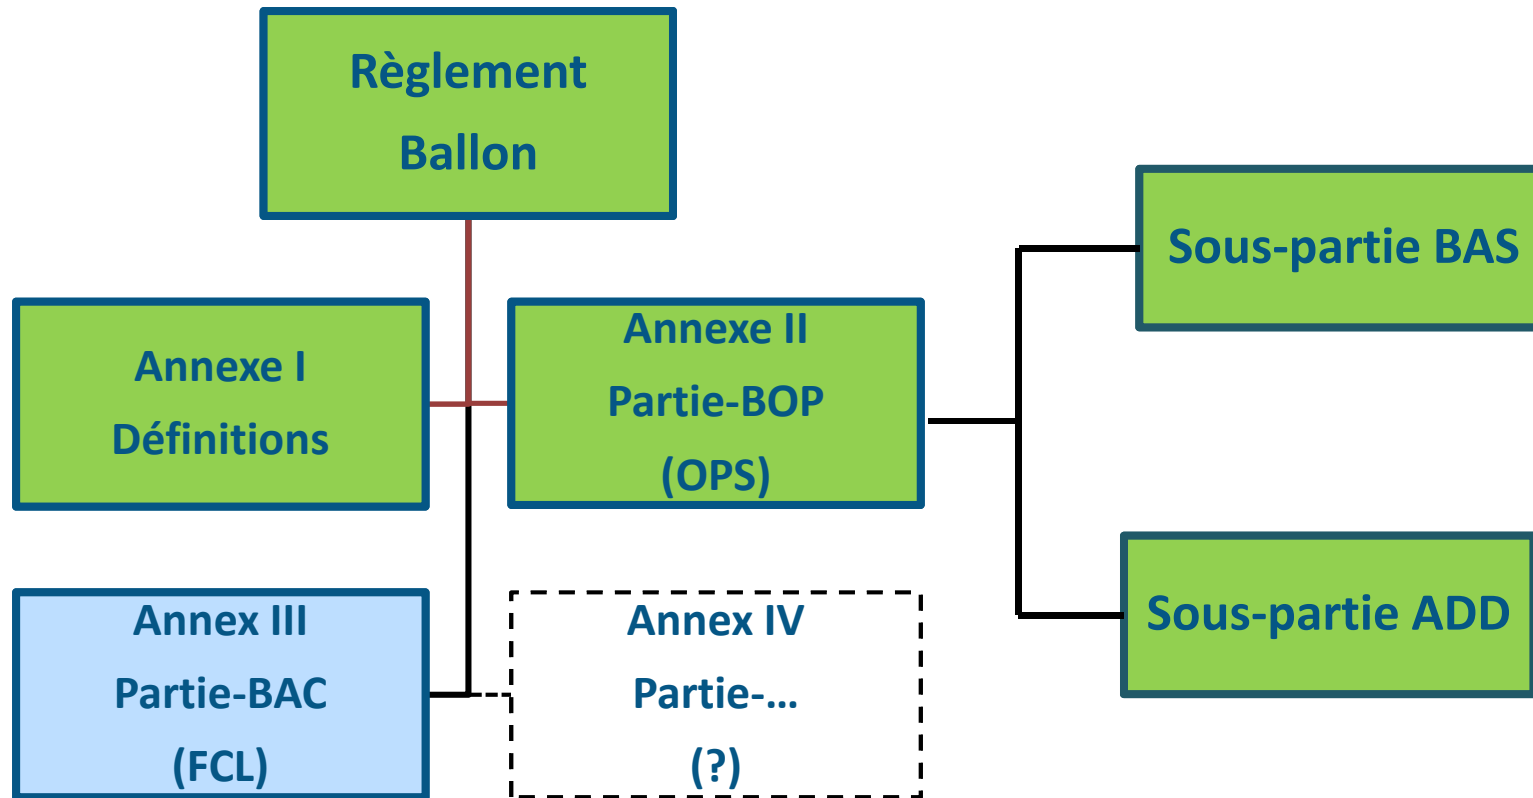 Règlement
Ballon
Annexe I
Définitions
Annexe II
Partie-BOP
(OPS)
Sous-partie BAS
Sous-partie ADD
Annex III
Partie-BAC
(FCL)
Annex IV
Partie-...
(?)